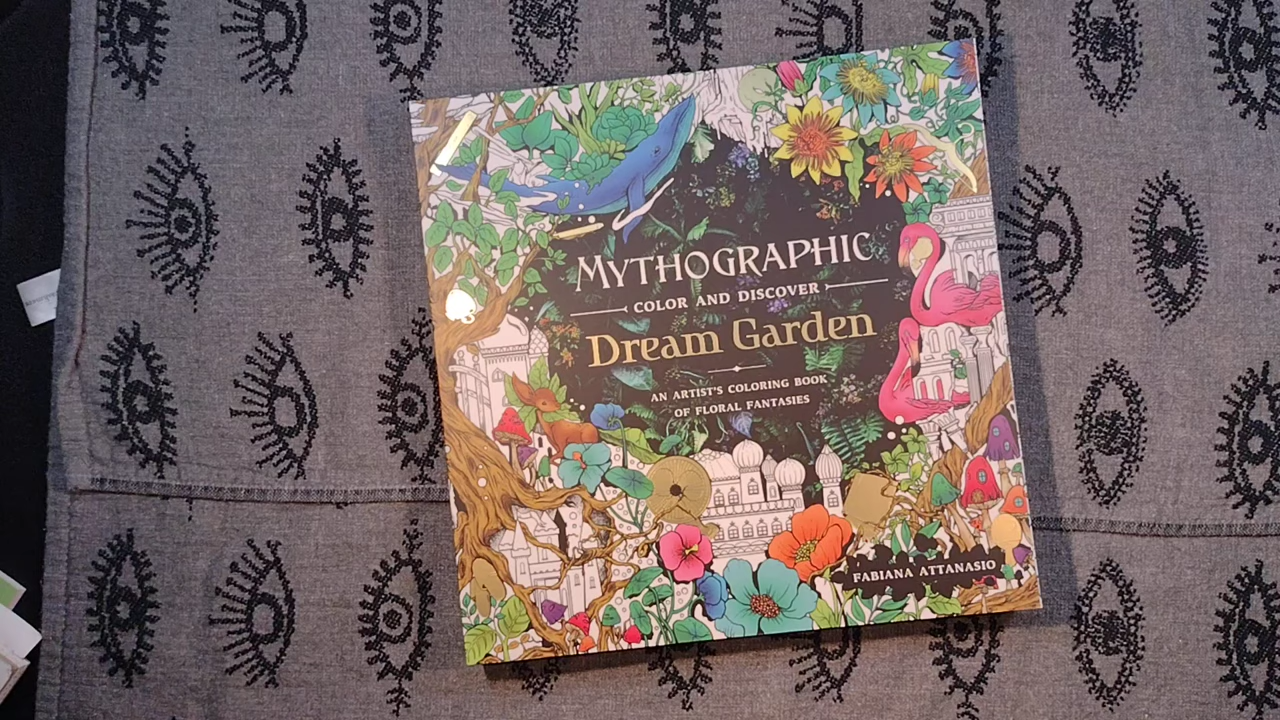 MYTHOGRAPHIC
COLOR AND DISCOVER
Dream Garden
AN ARTIST'S COLORING BOOK
OF FLORAL FANTASIES
FABIANA ATTANASIO